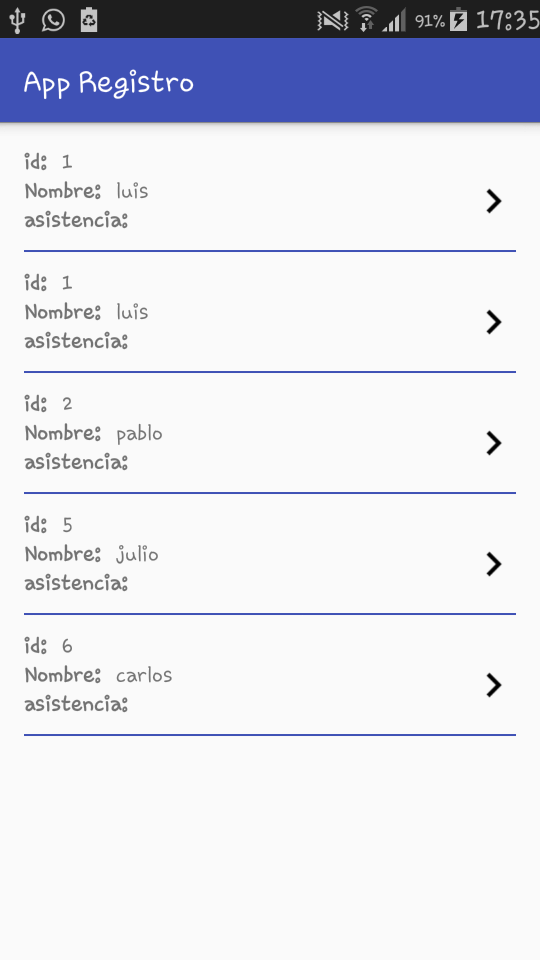 91% 17:35
App Registro
id: 1
Nombre: luis
asistencia:
id: 1
Nombre: luis
asistencia:
id: 2
Nombre: pablo
asistencia:
id: 5
Nombre: julio
asistencia:
id: 6
Nombre: carlos
asistencia: